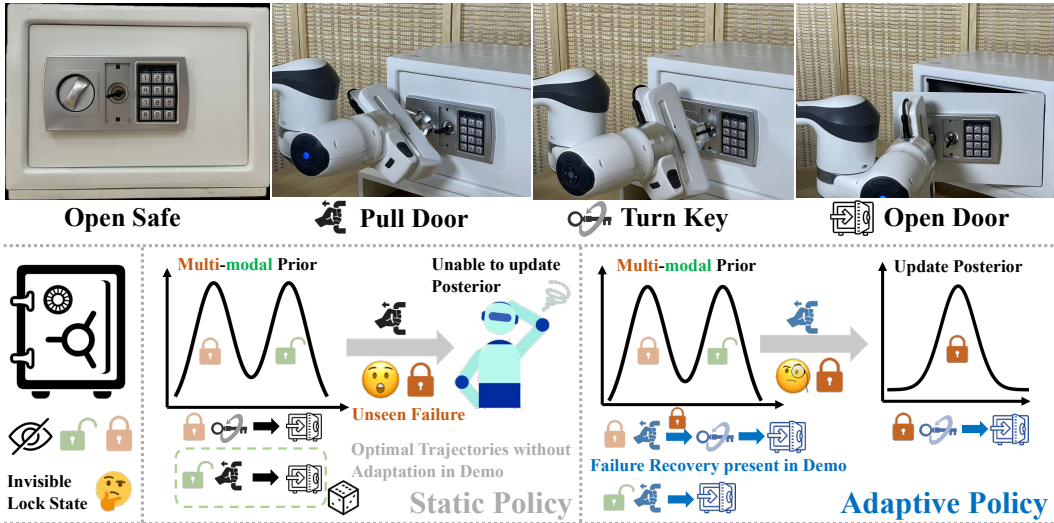 Open Safe
Pull Door
Turn Key
Open Door
Invisible
Lock State
Multi-modal Prior
Unable to update
Posterior
Unseen Failure
Optimal Trajectories without
Adaptation in Demo
Static Policy
Multi-modal Prior
Update Posterior
Failure Recovery present in Demo
Adaptive Policy